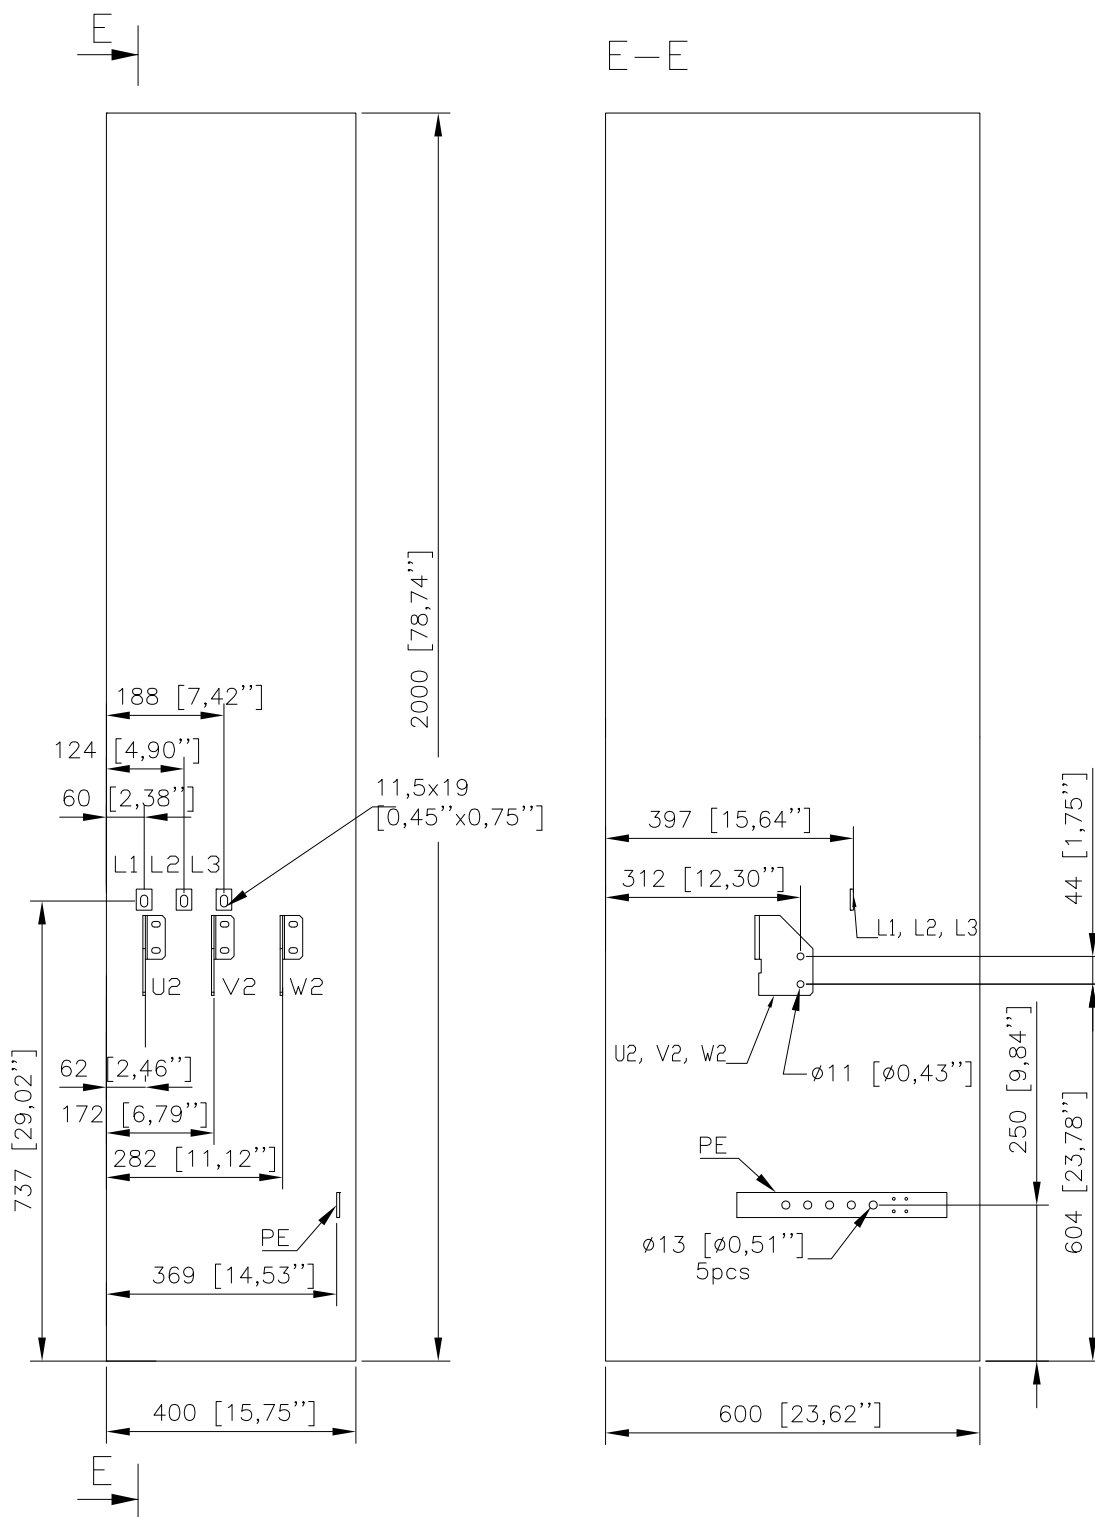 E
E–E
2000 [78,74’’]
188 [7,42’’]
124 [4,90’’]
60 [2,38’’]
11,5x19
[0,45’’x0,75’’]
L1 L2 L3
U2
V2
W2
62 [2,46’’]
172 [6,79’’]
282 [11,12’’]
737 [29,02’’]
PE
369 [14,53’’]
400 [15,75’’]
E
397 [15,64’’]
312 [12,30’’]
44 [1,75’’]
L1, L2, L3
U2, V2, W2
ø11 [ø0,43’’]
250 [9,84’’]
604 [23,78’’]
PE
ø13 [ø0,51’’]
5pcs
600 [23,62’’]